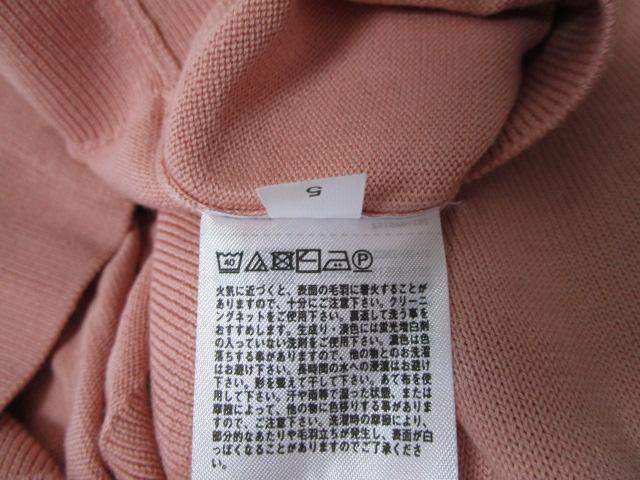 5
40 P
火気に近づくと、表面の毛羽に着火することが
ありますので、十分にご注意下さい。クリーニ
ングネットをご使用下さい。裏返して洗う事を
おすすめします。生成り・淡色には蛍光増白剤
の入っていない洗剤をご使用下さい。濃色は色
落ちする事がありますので、他の物とのお洗濯
はお避け下さい。長時間の水への浸漬はお避け
下さい。形を整えて干して下さい。あて布を使
用して下さい。汗や雨等で湿った状態、または
摩擦によって、他の物に色移りする事がありま
すのでご注意下さい。洗濯時の摩擦により、
部分的なあたりや毛羽立ちが発生し、表面が白
っぽくなることがありますのでご了承くださ
い。